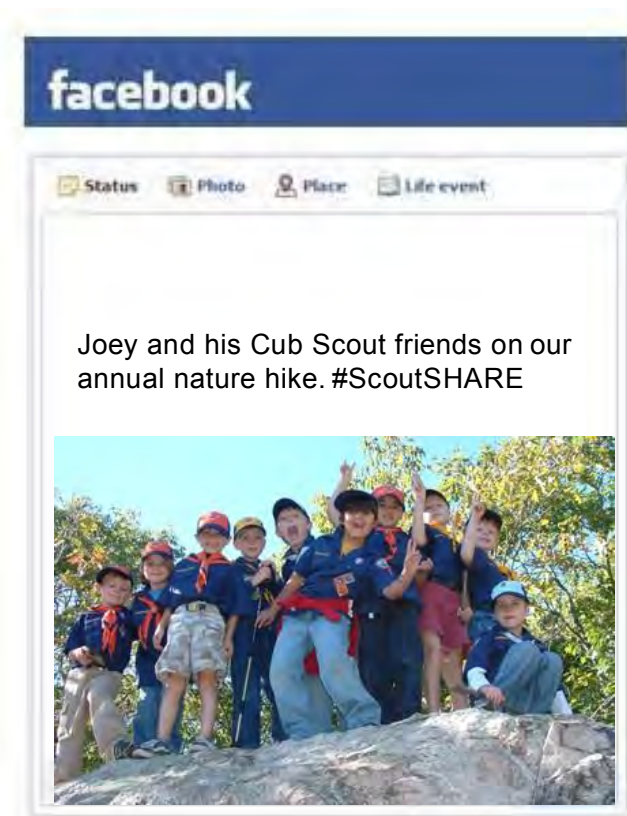 facebook
Status Photo Place Life event
Joey and his Cub Scout friends on our
annual nature hike. #ScoutSHARE